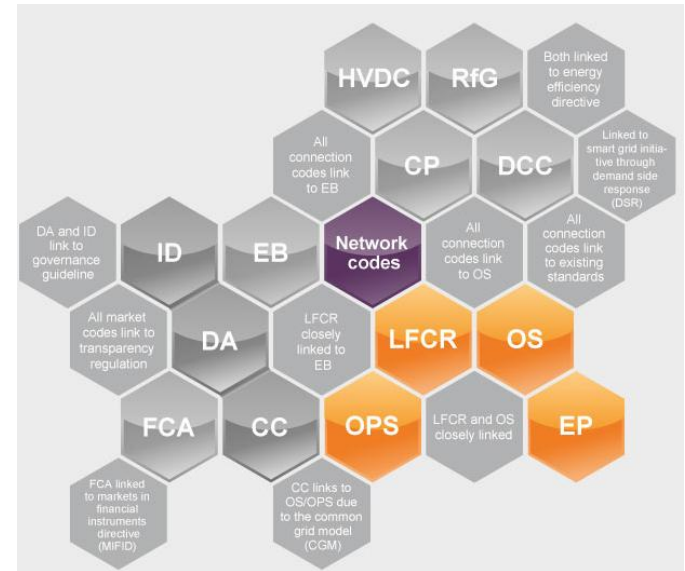 HVDC
RfG
Both linked
to energy
efficiency
directive
All
connection
codes link
to EB
CP
DCC
Linked to
smart grid initia-
tive through
demand side
response
(DSR)
DA and ID
link to
governance
guideline
ID
EB
Network
codes
All
connection
codes link
to OS
All
connection
codes link
to existing
standards
All market
codes link to
transparency
regulation
DA
LFCR
closely
linked to
EB
LFCR
OS
FCA
CC
OPS
LFCR and OS
closely linked
EP
FCA linked
to markets in
financial
instruments
directive
(MIFID)
CC links to
OS/OPS due
to the common
grid model
(CGM)